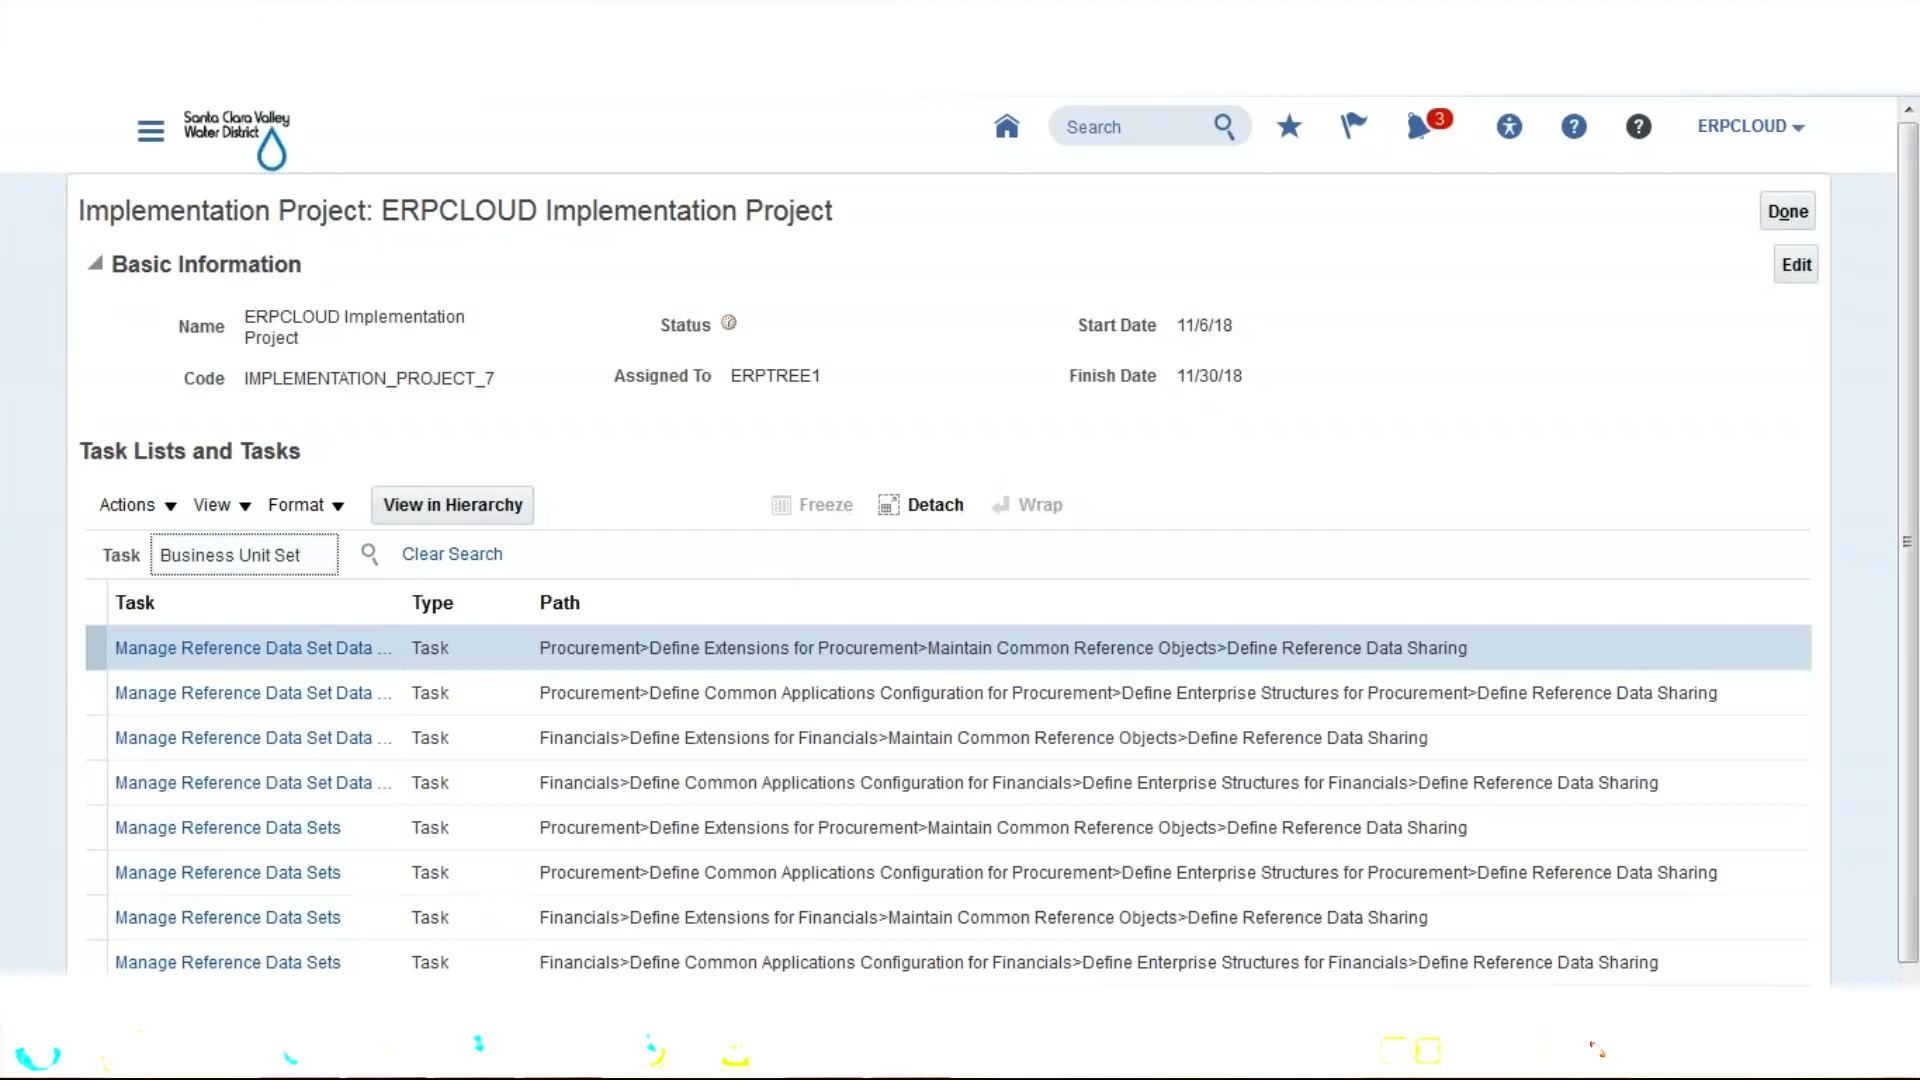 Santa Clara Valley
Water District
Search
3
ERPCLOUD
Implementation Project: ERPCLOUD Implementation Project
Done
Basic Information
Edit
Name ERPCLOUD Implementation Project
Status
Start Date 11/6/18
Code IMPLEMENTATION_PROJECT_7
Assigned To ERPTREE1
Finish Date 11/30/18
Task Lists and Tasks
Actions View Format View in Hierarchy Freeze Detach Wrap
Task Business Unit Set Clear Search
Task Type Path
Manage Reference Data Set Data ... Task Procurement>Define Extensions for Procurement>Maintain Common Reference Objects>Define Reference Data Sharing
Manage Reference Data Set Data ... Task Procurement>Define Common Applications Configuration for Procurement>Define Enterprise Structures for Procurement>Define Reference Data Sharing
Manage Reference Data Set Data ... Task Financials>Define Extensions for Financials>Maintain Common Reference Objects>Define Reference Data Sharing
Manage Reference Data Set Data ... Task Financials>Define Common Applications Configuration for Financials>Define Enterprise Structures for Financials>Define Reference Data Sharing
Manage Reference Data Sets Task Procurement>Define Extensions for Procurement>Maintain Common Reference Objects>Define Reference Data Sharing
Manage Reference Data Sets Task Procurement>Define Common Applications Configuration for Procurement>Define Enterprise Structures for Procurement>Define Reference Data Sharing
Manage Reference Data Sets Task Financials>Define Extensions for Financials>Maintain Common Reference Objects>Define Reference Data Sharing
Manage Reference Data Sets Task Financials>Define Common Applications Configuration for Financials>Define Enterprise Structures for Financials>Define Reference Data Sharing